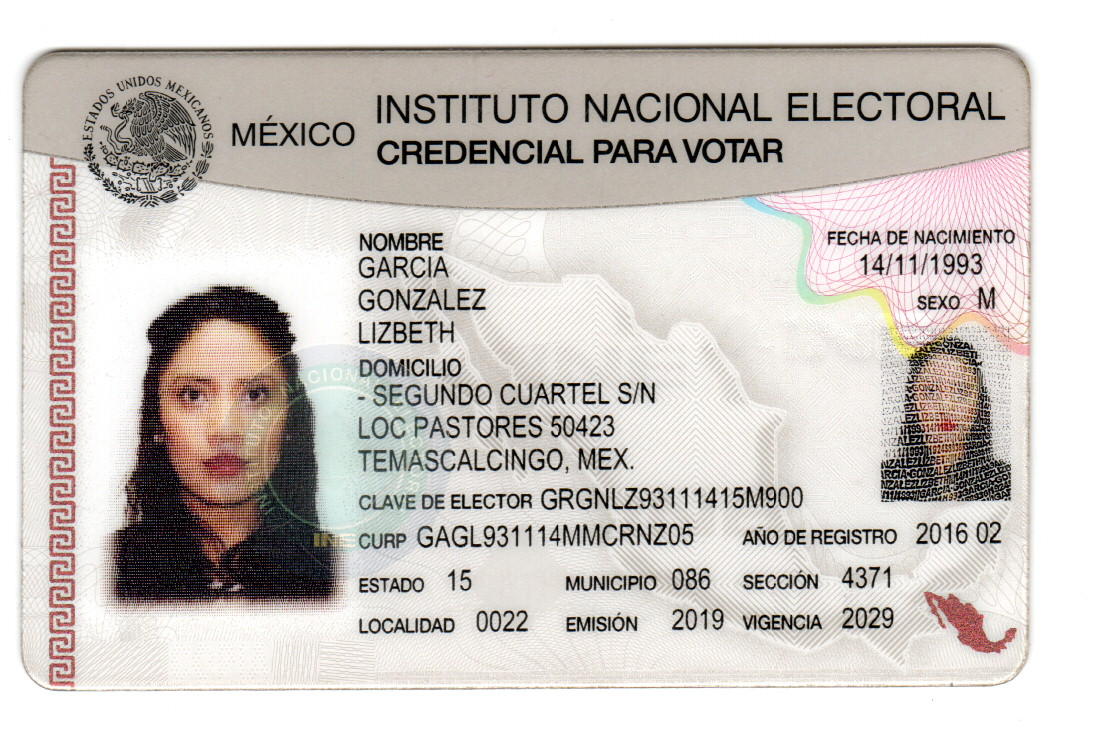 ESTADOS UNIDOS MEXICANOS
MÉXICO
INSTITUTO NACIONAL ELECTORAL
CREDENCIAL PARA VOTAR
NOMBRE
GARCIA
GONZALEZ
LIZBETH
FECHA DE NACIMIENTO
14/11/1993
SEXO M
DOMICILIO
- SEGUNDO CUARTEL S/N
LOC PASTORES 50423
TEMASCALCINGO, MEX.
CLAVE DE ELECTOR GRGNLZ93111415M900
CURP GAGL931114MMCRNZ05 AÑO DE REGISTRO 2016 02
ESTADO 15 MUNICIPIO 086 SECCIÓN 4371
LOCALIDAD 0022 EMISIÓN 2019 VIGENCIA 2029
INE